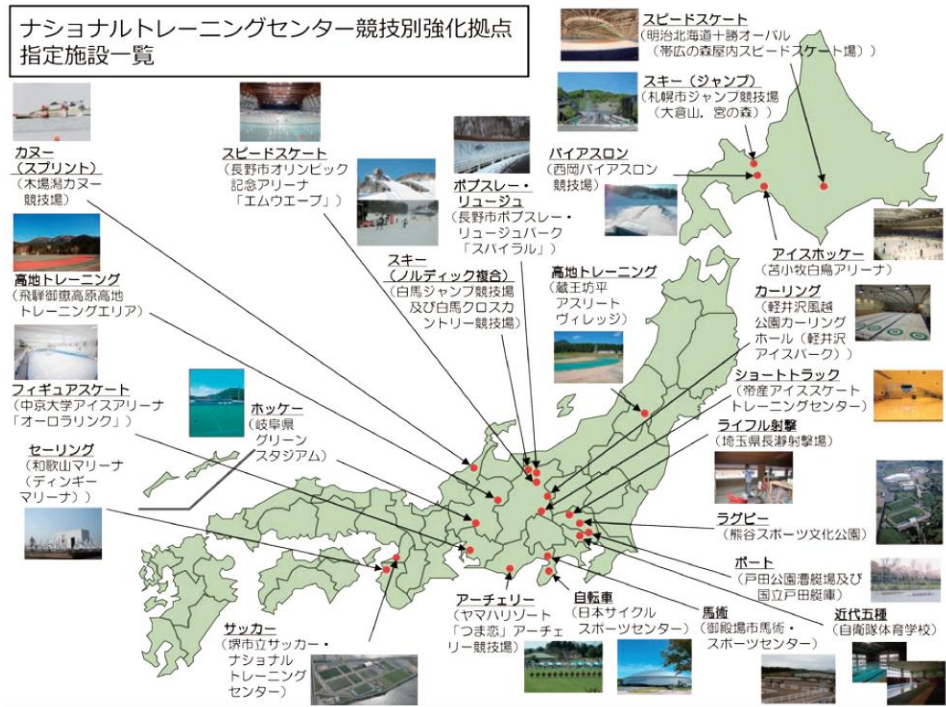 ナショナルトレーニングセンター競技別強化拠点
指定施設一覧
スピードスケート
(明治北海道十勝オーバル
(帯広の森屋内スピードスケート場))
スキー(ジャンプ)
(札幌市ジャンプ競技場
(大倉山,宮の森))
バイアスロン
(西岡バイアスロン
競技場)
アイスホッケー
(苫小牧白鳥アリーナ)
カヌー
(スプリント)
(木場潟カヌー
競技場)
スピードスケート
(長野市オリンピック
記念アリーナ
「エムウエーブ」)
ボブスレー・
リュージュ
(長野市ボブスレー・
リュージュパーク
「スパイラル」)
スキー
(ノルディック複合)
(白馬ジャンプ競技場
及び白馬クロスカ
ントリー競技場)
高地トレーニング
(蔵王坊平
アスリート
ヴィレッジ)
カーリング
(軽井沢風越
公園カーリング
ホール(軽井沢
アイスパーク))
高地トレーニング
(飛騨御嶽高原高地
トレーニングエリア)
フィギュアスケート
(中京大学アイスアリーナ
「オーロラリンク」)
ホッケー
(岐阜県
グリーン
スタジアム)
ショートトラック
(帝産アイススケート
トレーニングセンター)
ライフル射撃
(埼玉県長瀞射撃場)
セーリング
(和歌山マリーナ
(ディンギー
マリーナ))
ラグビー
(熊谷スポーツ文化公園)
ボート
(戸田公園漕艇場及び
国立戸田艇庫)
サッカー
(堺市立サッカー・
ナショナル
トレーニング
センター)
アーチェリー
(ヤマハリゾート
「つま恋」アーチェ
リー競技場)
自転車
(日本サイクル
スポーツセンター)
馬術
(御殿場市馬術・
スポーツセンター)
近代五種
(自衛隊体育学校)